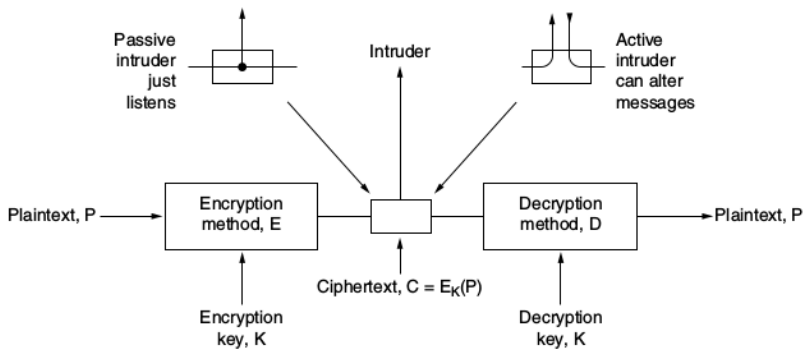 Passive
intruder
just
listens
Intruder
Active
intruder
can alter
messages
Plaintext, P
Encryption
method, E
Decryption
method, D
Plaintext, P
Ciphertext, C = E_K(P)
Encryption
key, K
Decryption
key, K